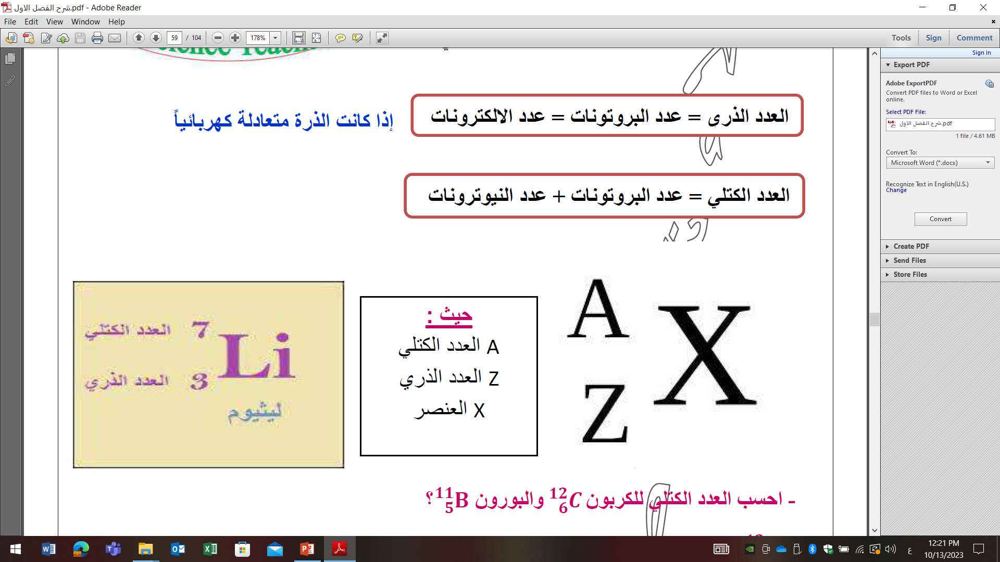 شرح الفصل الاول.pdf - Adobe Reader
File Edit View Window Help
59 / 104 178% Tools Sign Comment
Sign In
Export PDF
Adobe ExportPDF
Convert PDF files to Word or Excel online.
Select PDF File:
شرح الفصل الاول.pdf
1 file / 4.61 MB
Convert To:
Microsoft Word (*.docx)
Recognize Text in English(U.S.)
Change
Convert
Create PDF
Send Files
Store Files
العدد الذري = عدد البروتونات = عدد الالكترونات
إذا كانت الذرة متعادلة كهربائياً
العدد الكتلي = عدد البروتونات + عدد النيوترونات
A
X
Z
حيث :
A العدد الكتلي
Z العدد الذري
X العنصر
العدد الكتلي 7
Li
العدد الذري 3
ليثيوم
- احسب العدد الكتلي للكربون ¹²₆C والبورون ¹¹₅B؟
ع
12:21 PM
10/13/2023